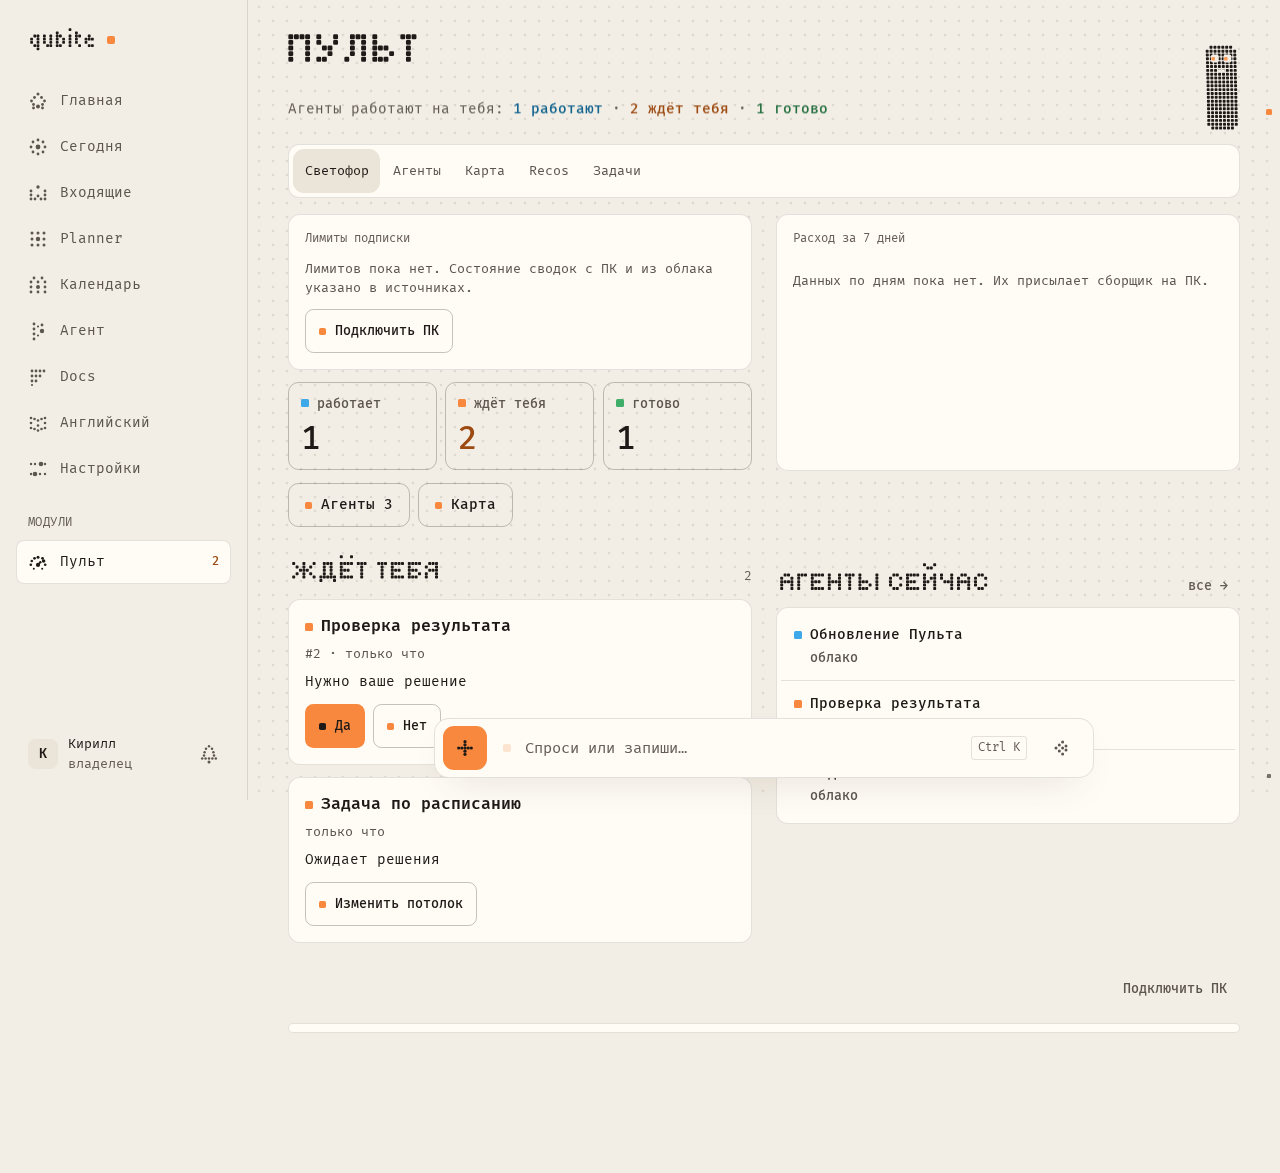 qubite
Главная
Сегодня
Входящие
Planner
Календарь
Агент
Docs
Английский
Настройки
МОДУЛИ
Пульт 2
К
Кирилл
владелец
ПУЛЬТ
Агенты работают на тебя: 1 работают · 2 ждёт тебя · 1 готово
Светофор Агенты Карта Recos Задачи
Лимиты подписки
Лимитов пока нет. Состояние сводок с ПК и из облака
указано в источниках.
Подключить ПК
Расход за 7 дней
Данных по дням пока нет. Их присылает сборщик на ПК.
работает
1
ждёт тебя
2
готово
1
Агенты 3
Карта
ЖДЁТ ТЕБЯ
2
Проверка результата
#2 · только что
Нужно ваше решение
Да
Нет
Задача по расписанию
только что
Ожидает решения
Изменить потолок
АГЕНТЫ СЕЙЧАС
все →
Обновление Пульта
облако
Проверка результата
облако
Спроси или запиши…
Ctrl K
Подключить ПК